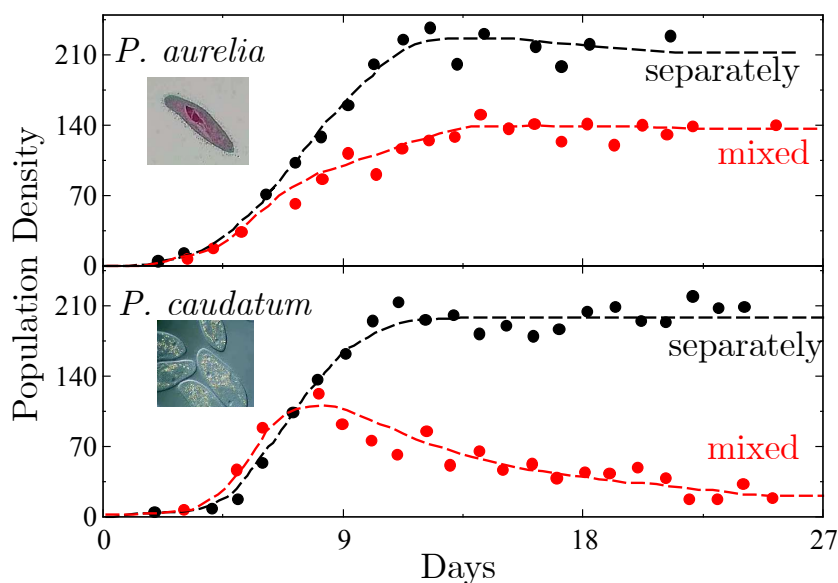 Population Density
210
140
70
0
P. aurelia
separately
mixed
210
140
70
0
P. caudatum
separately
mixed
0
9
18
27
Days